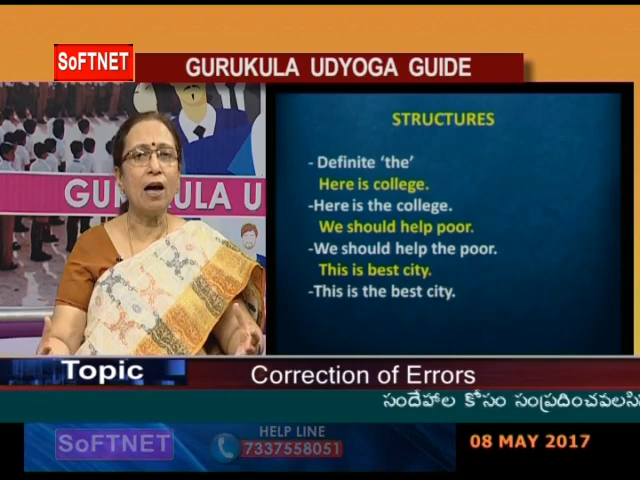 SoFTNET
GURUKULA UDYOGA GUIDE
STRUCTURES
- Definite ‘the’
Here is college.
-Here is the college.
We should help poor.
-We should help the poor.
This is best city.
-This is the best city.
GURUKULA U
Topic
Correction of Errors
సందేహాల కోసం సంప్రదించవలసి
SoFTNET
HELP LINE
7337558051
08 MAY 2017